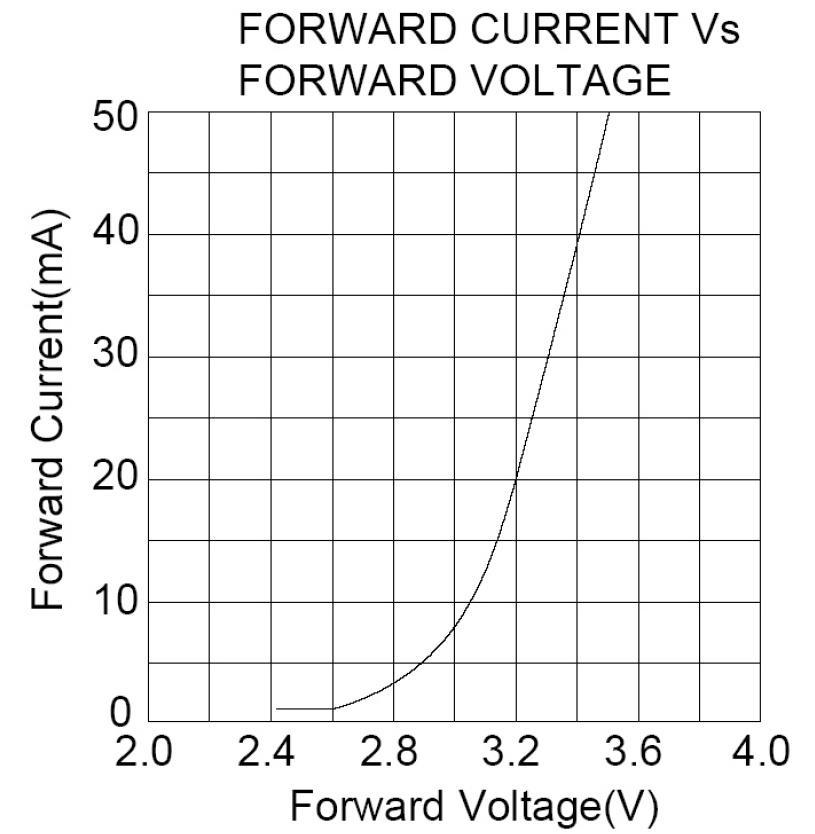 FORWARD CURRENT Vs
FORWARD VOLTAGE
50
40
30
20
10
0
Forward Current(mA)
2.0 2.4 2.8 3.2 3.6 4.0
Forward Voltage(V)